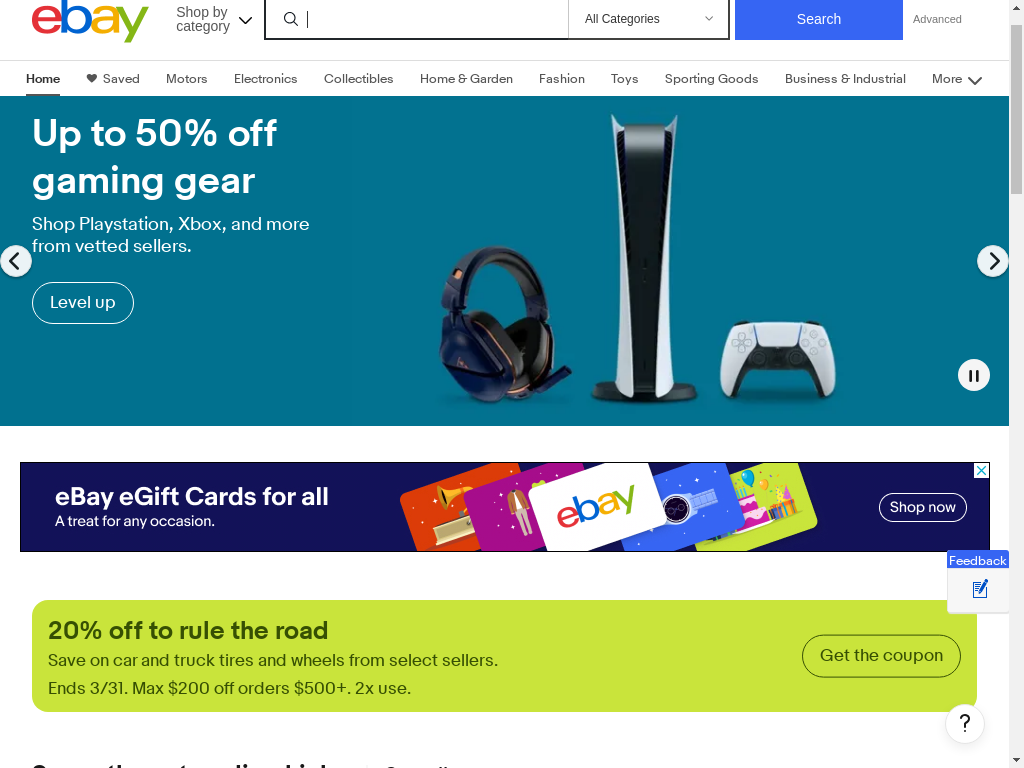 ebay
Shop by
category
All Categories
Search
Advanced
Home
Saved
Motors
Electronics
Collectibles
Home & Garden
Fashion
Toys
Sporting Goods
Business & Industrial
More
Up to 50% off
gaming gear
Shop Playstation, Xbox, and more
from vetted sellers.
Level up
eBay eGift Cards for all
A treat for any occasion.
ebay
Shop now
Feedback
20% off to rule the road
Save on car and truck tires and wheels from select sellers.
Ends 3/31. Max $200 off orders $500+. 2x use.
Get the coupon
?